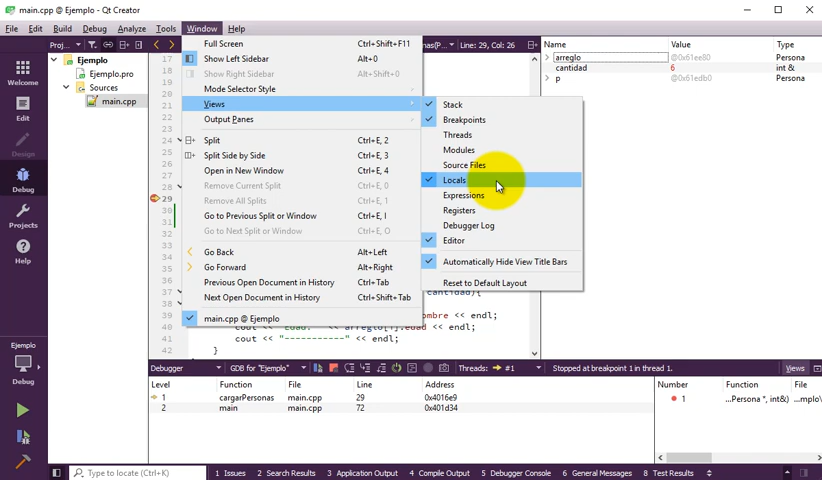 main.cpp @ Ejemplo - Qt Creator
File Edit Build Debug Analyze Tools Window Help
Proj... Line: 29, Col: 26
Name Value Type
arreglo @0x61ee80 Persona
cantidad 6 int &
p @0x61edb0 Persona
Welcome
Edit
Design
Debug
Projects
Help
Ejemplo
Debug
Ejemplo
Ejemplo.pro
Sources
main.cpp
17
18
19
20
21
22
23
24
25
26
27
28
29
30
31
32
33
34
35
36
37
38
39
40
41
42
Full Screen Ctrl+Shift+F11
Show Left Sidebar Alt+0
Show Right Sidebar Alt+Shift+0
Mode Selector Style
Views
Output Panes
Split Ctrl+E, 2
Split Side by Side Ctrl+E, 3
Open in New Window Ctrl+E, 4
Remove Current Split Ctrl+E, 0
Remove All Splits Ctrl+E, 1
Go to Previous Split or Window Ctrl+E, I
Go to Next Split or Window Ctrl+E, O
Go Back Alt+Left
Go Forward Alt+Right
Previous Open Document in History Ctrl+Tab
Next Open Document in History Ctrl+Shift+Tab
main.cpp @ Ejemplo
Stack
Breakpoints
Threads
Modules
Source Files
Locals
Expressions
Registers
Debugger Log
Editor
Automatically Hide View Title Bars
Reset to Default Layout
cantidad){
ombre << endl;
cout << "Edad: " << arreglo[i].edad << endl;
cout << "-----------" << endl;
}
Debugger GDB for "Ejemplo" Threads: #1 Stopped at breakpoint 1 in thread 1. Views
Level Function File Line Address
1 cargarPersonas main.cpp 29 0x4016e9
2 main main.cpp 72 0x401d34
Number Function File
1 ...Persona *, int&) ...mplo\
Type to locate (Ctrl+K)
1 Issues 2 Search Results 3 Application Output 4 Compile Output 5 Debugger Console 6 General Messages 8 Test Results